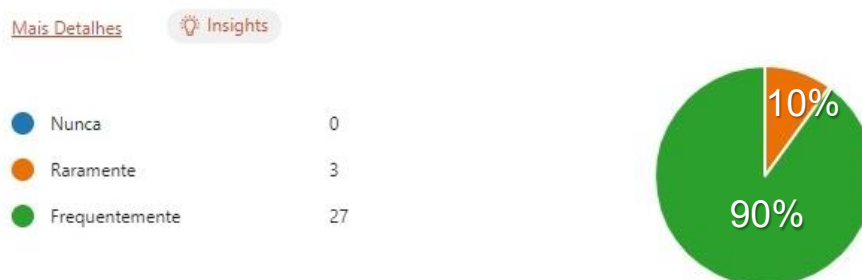 Mais Detalhes
Insights
Nunca 0
Raramente 3
Frequentemente 27
10%
90%